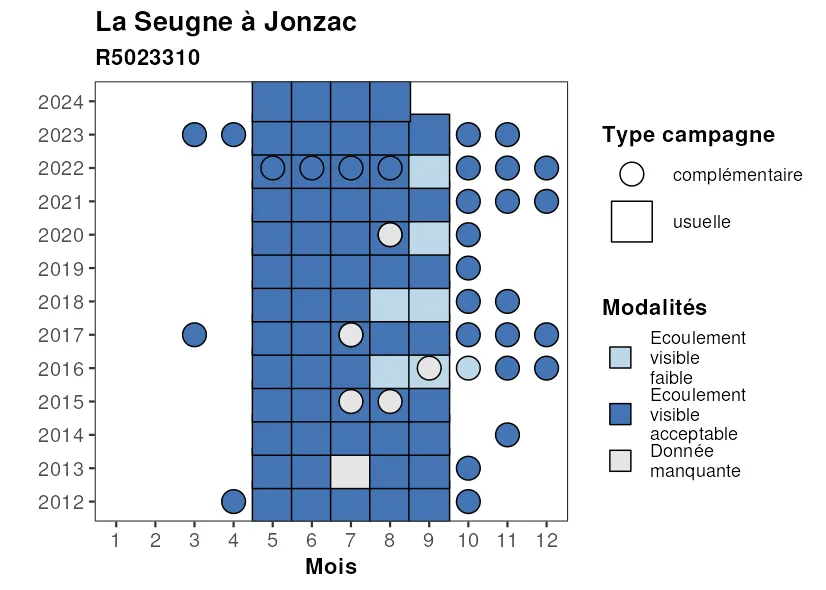 La Seugne à Jonzac
R5023310
2024
2023
2022
2021
2020
2019
2018
2017
2016
2015
2014
2013
2012
1 2 3 4 5 6 7 8 9 10 11 12
Mois
Type campagne
complémentaire
usuelle
Modalités
Ecoulement
visible
faible
Ecoulement
visible
acceptable
Donnée
manquante